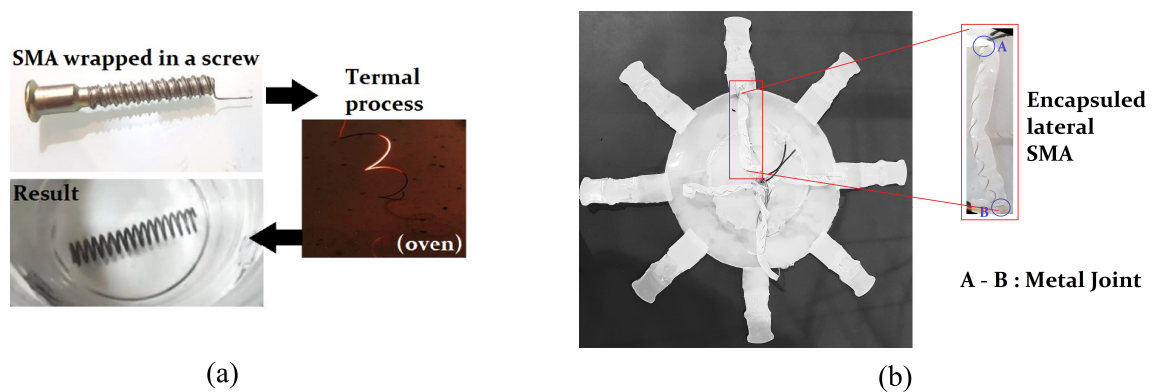 SMA wrapped in a screw
Termal
process
(oven)
Result
(a)
A
B
Encapsuled
lateral
SMA
A - B : Metal Joint
(b)